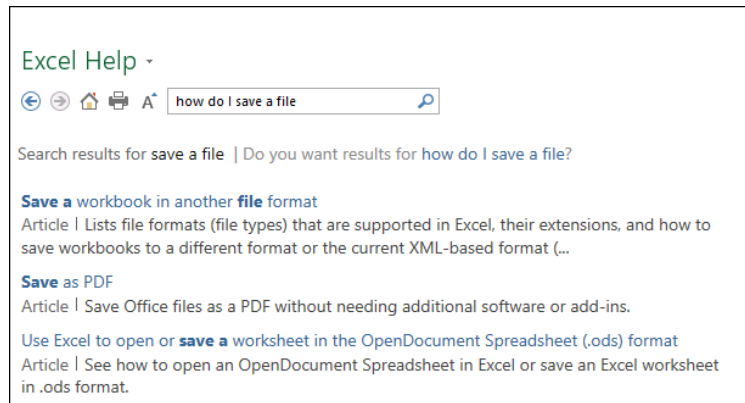 Excel Help
A
how do I save a file
Search results for save a file | Do you want results for how do I save a file?
Save a workbook in another file format
Article | Lists file formats (file types) that are supported in Excel, their extensions, and how to
save workbooks to a different format or the current XML-based format (...
Save as PDF
Article | Save Office files as a PDF without needing additional software or add-ins.
Use Excel to open or save a worksheet in the OpenDocument Spreadsheet (.ods) format
Article | See how to open an OpenDocument Spreadsheet in Excel or save an Excel worksheet
in .ods format.